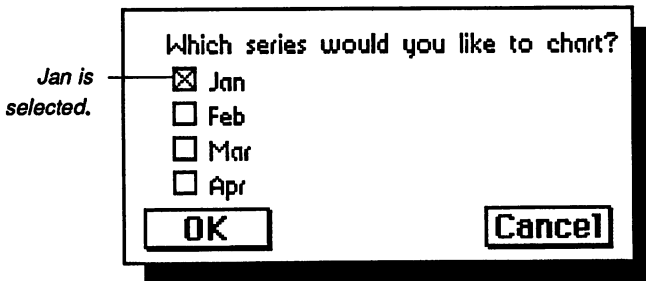 Which series would you like to chart?
Jan is
selected.
Jan
Feb
Mar
Apr
OK
Cancel